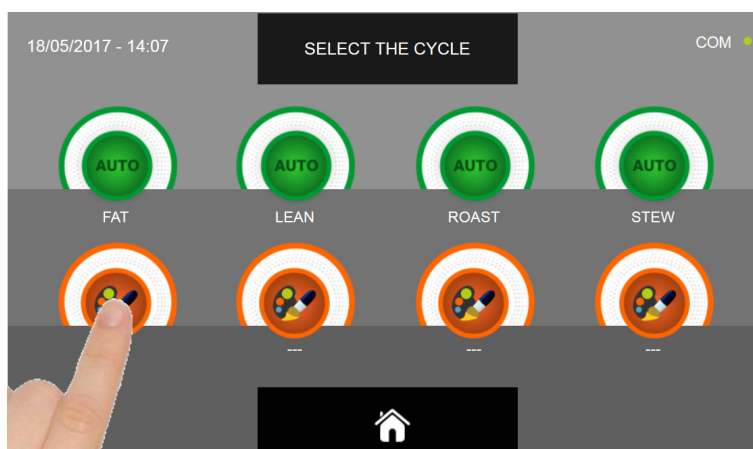 18/05/2017 - 14:07
SELECT THE CYCLE
COM
AUTO AUTO AUTO AUTO
FAT LEAN ROAST STEW
--- --- ---